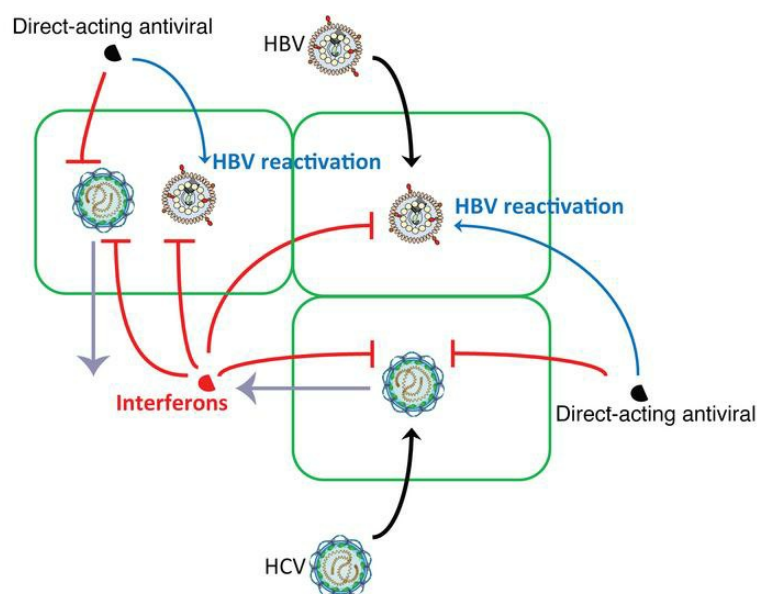 Direct-acting antiviral
HBV
HBV reactivation
HBV reactivation
Interferons
Direct-acting antiviral
HCV